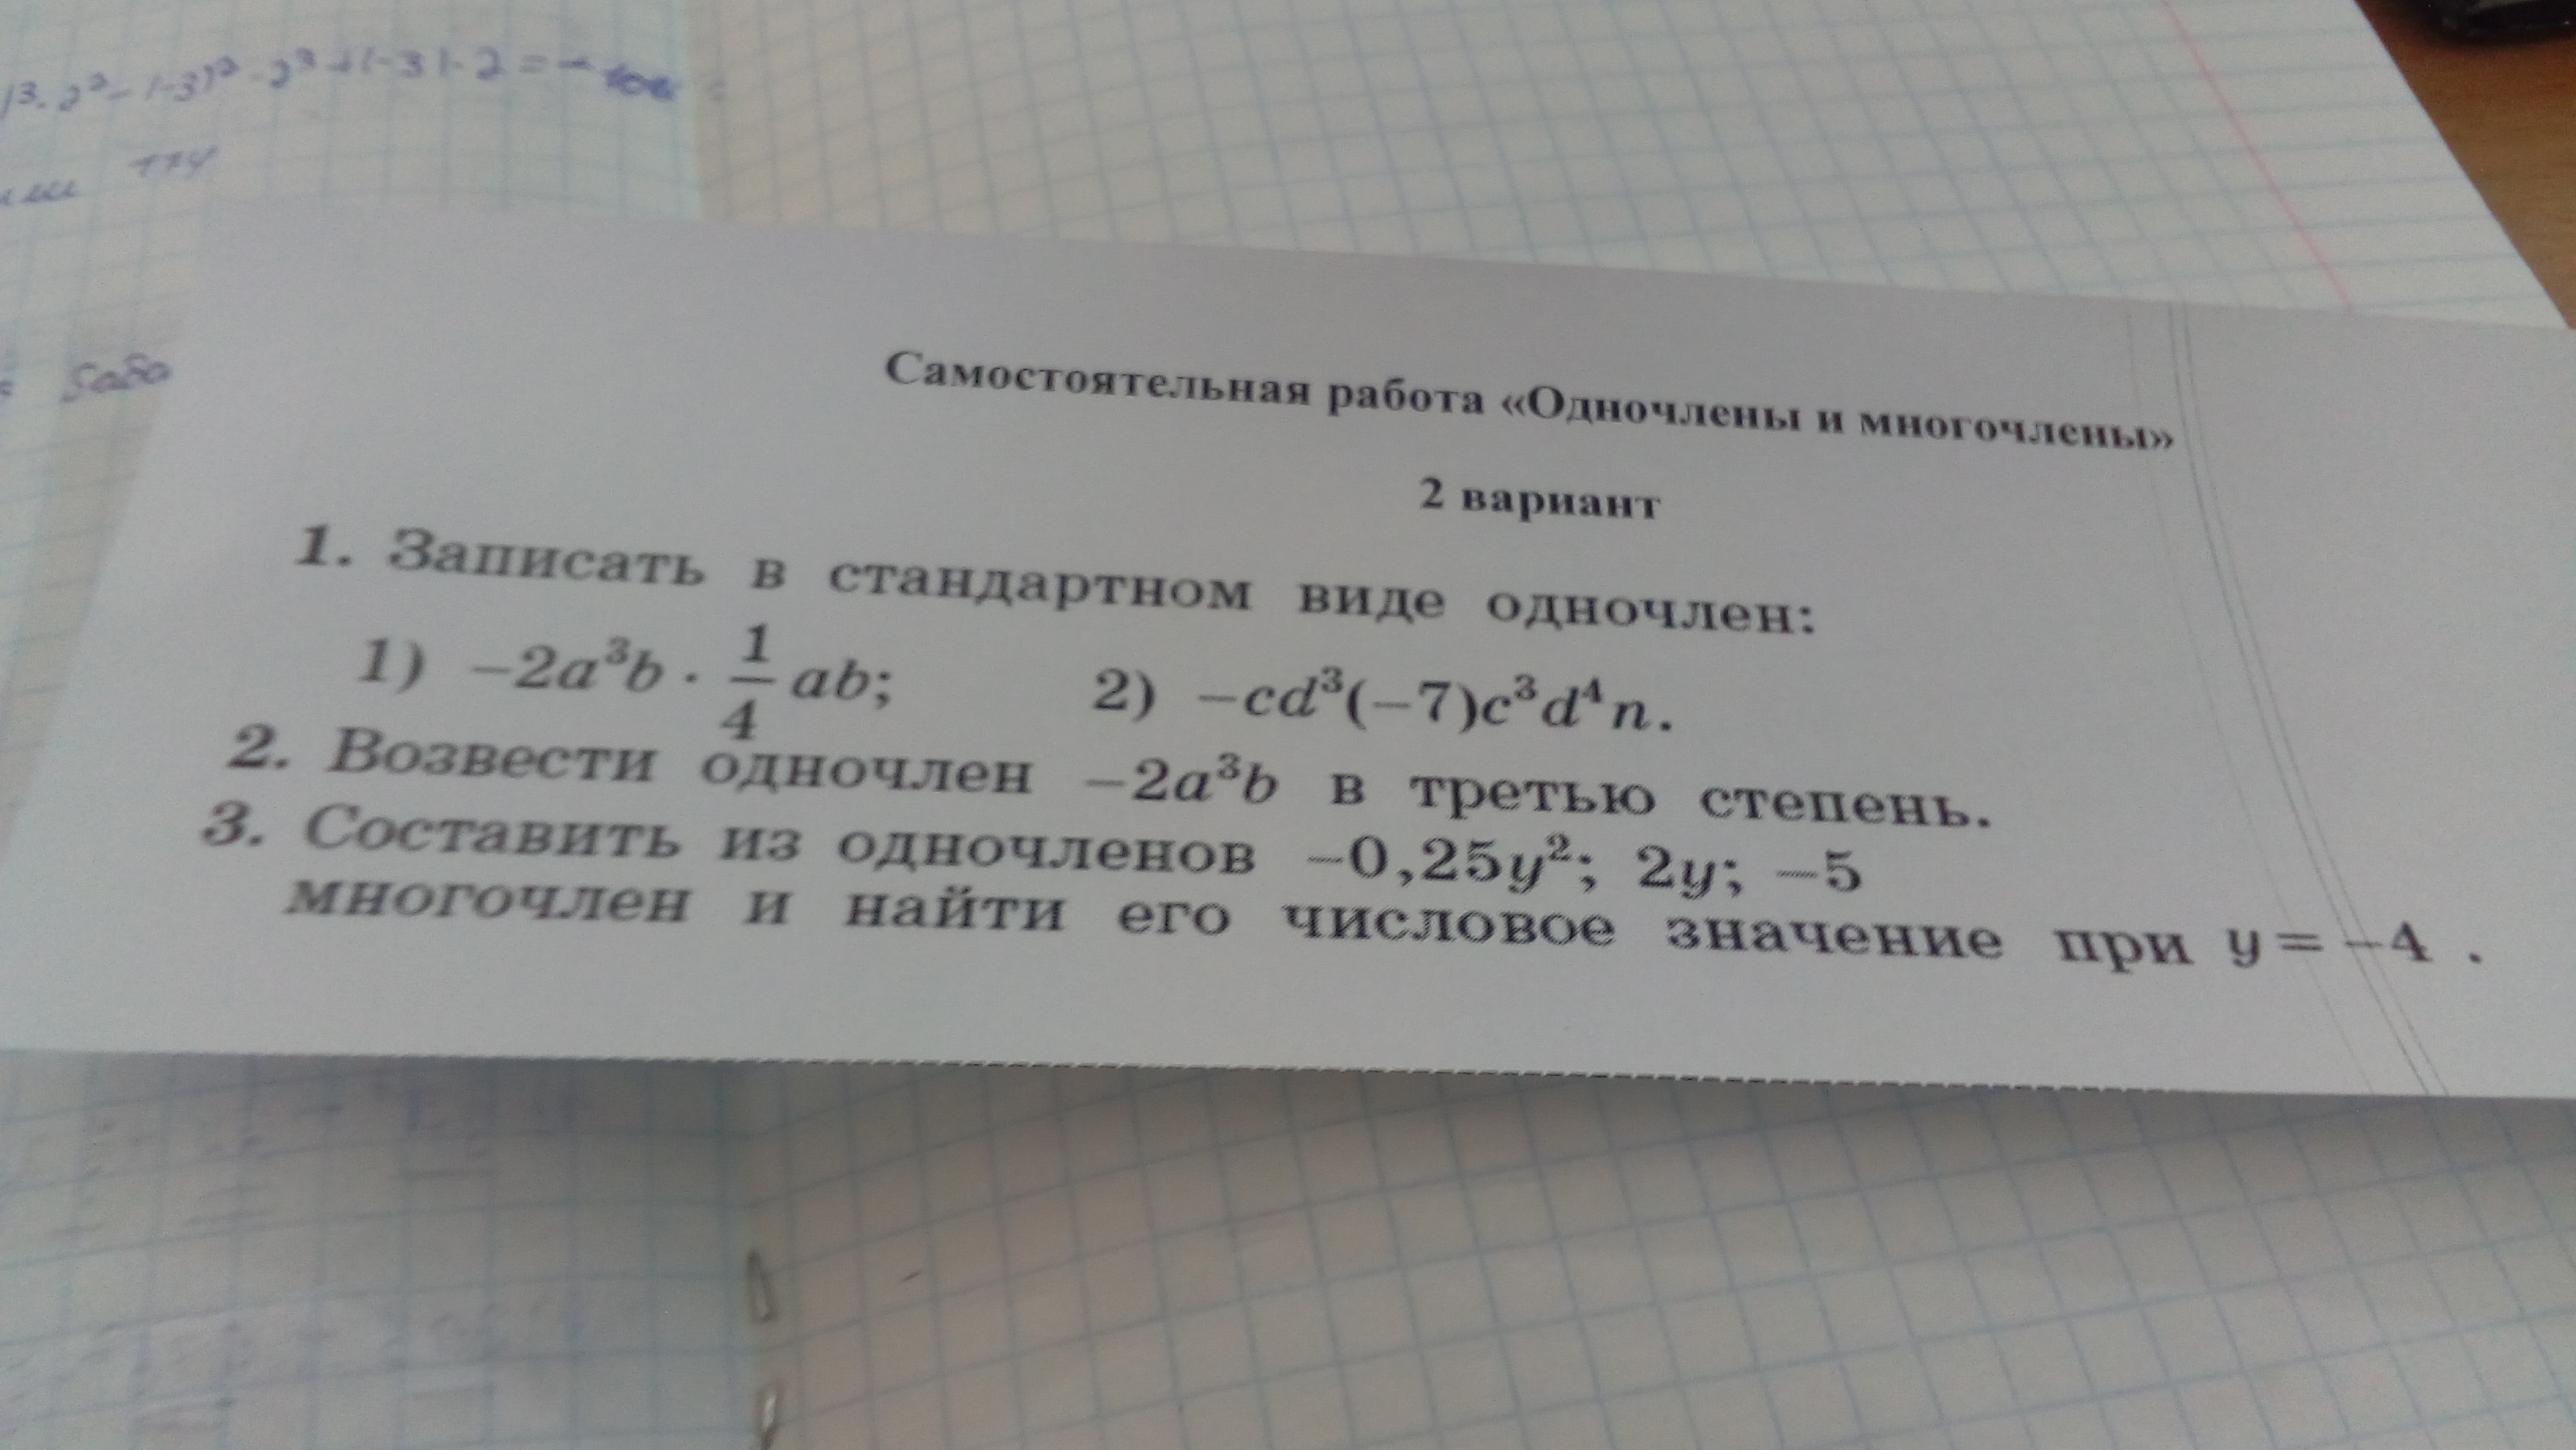 Самостоятельная работа «Одночлены и многочлены»
2 вариант
1. Записать в стандартном виде одночлен:
1) −2a³b · 1/4 ab; 2) −cd³(−7)c³d⁴n.
2. Возвести одночлен −2a³b в третью степень.
3. Составить из одночленов −0,25y²; 2y; −5
многочлен и найти его числовое значение при y = −4 .